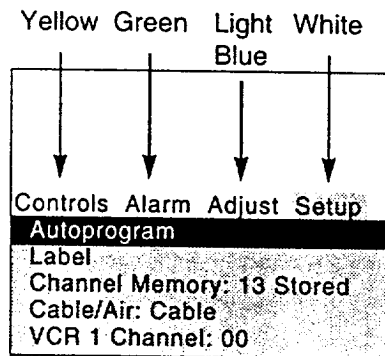 Yellow Green Light Blue White
Controls Alarm Adjust Setup
Autoprogram
Label
Channel Memory: 13 Stored
Cable/Air: Cable
VCR 1 Channel: 00